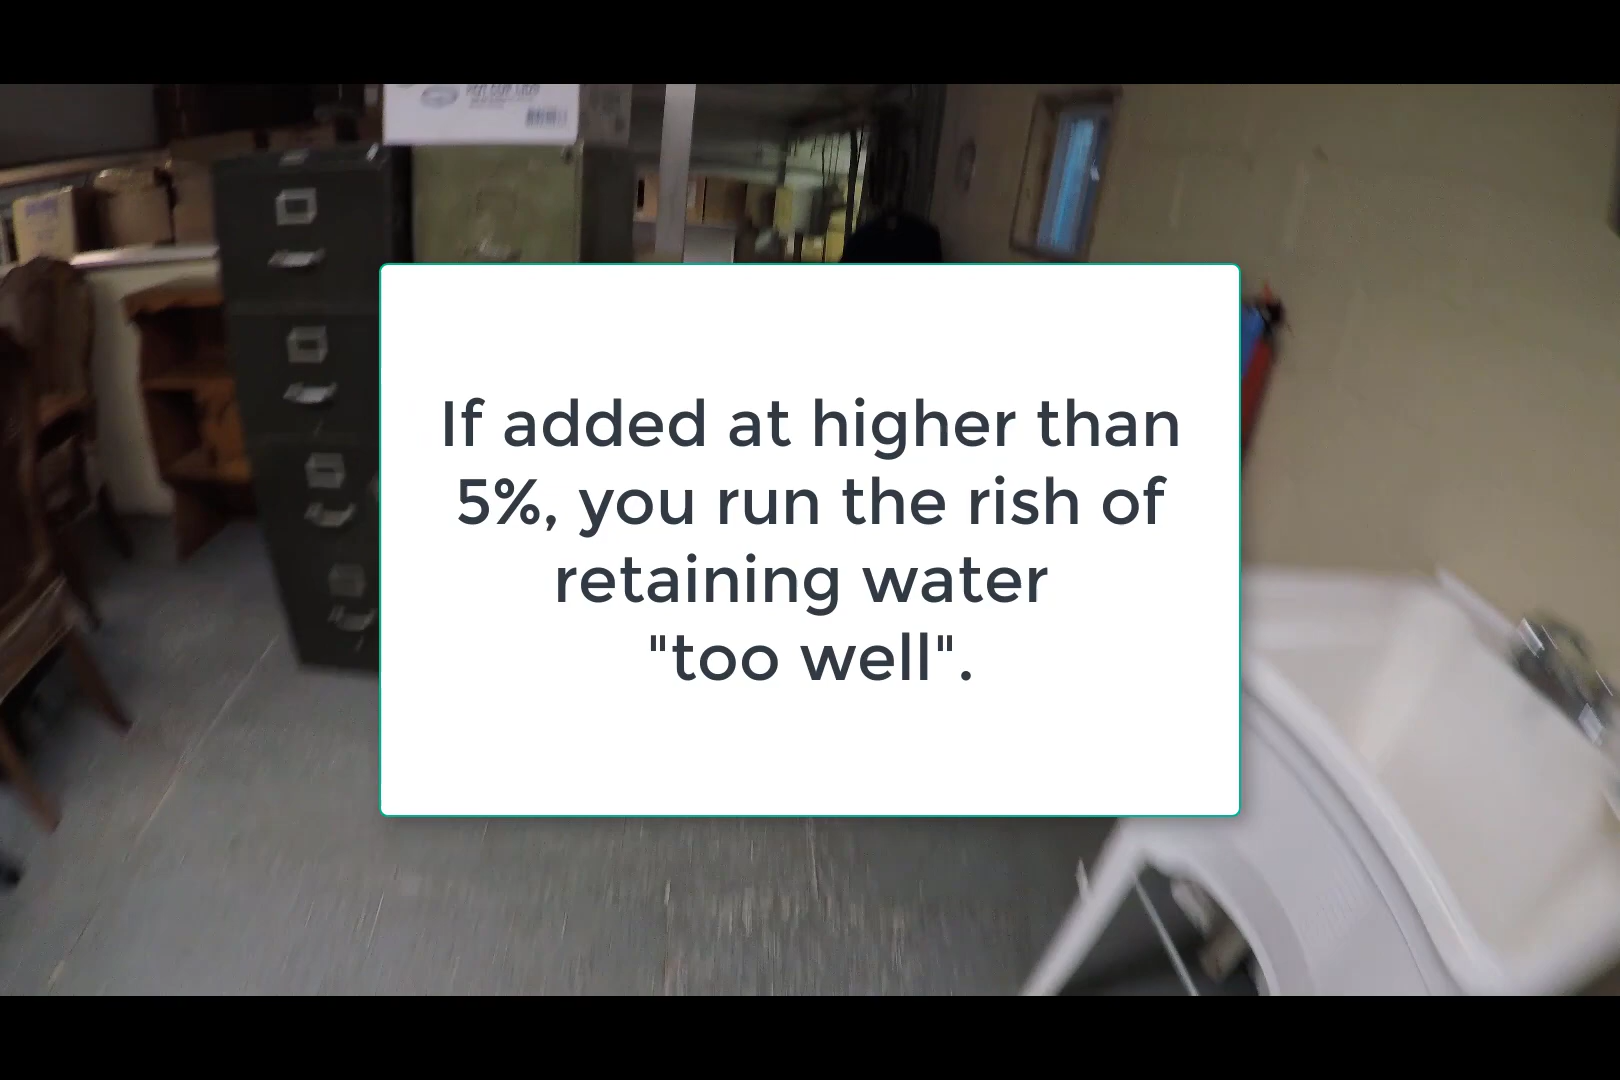 If added at higher than
5%, you run the rish of
retaining water
"too well".